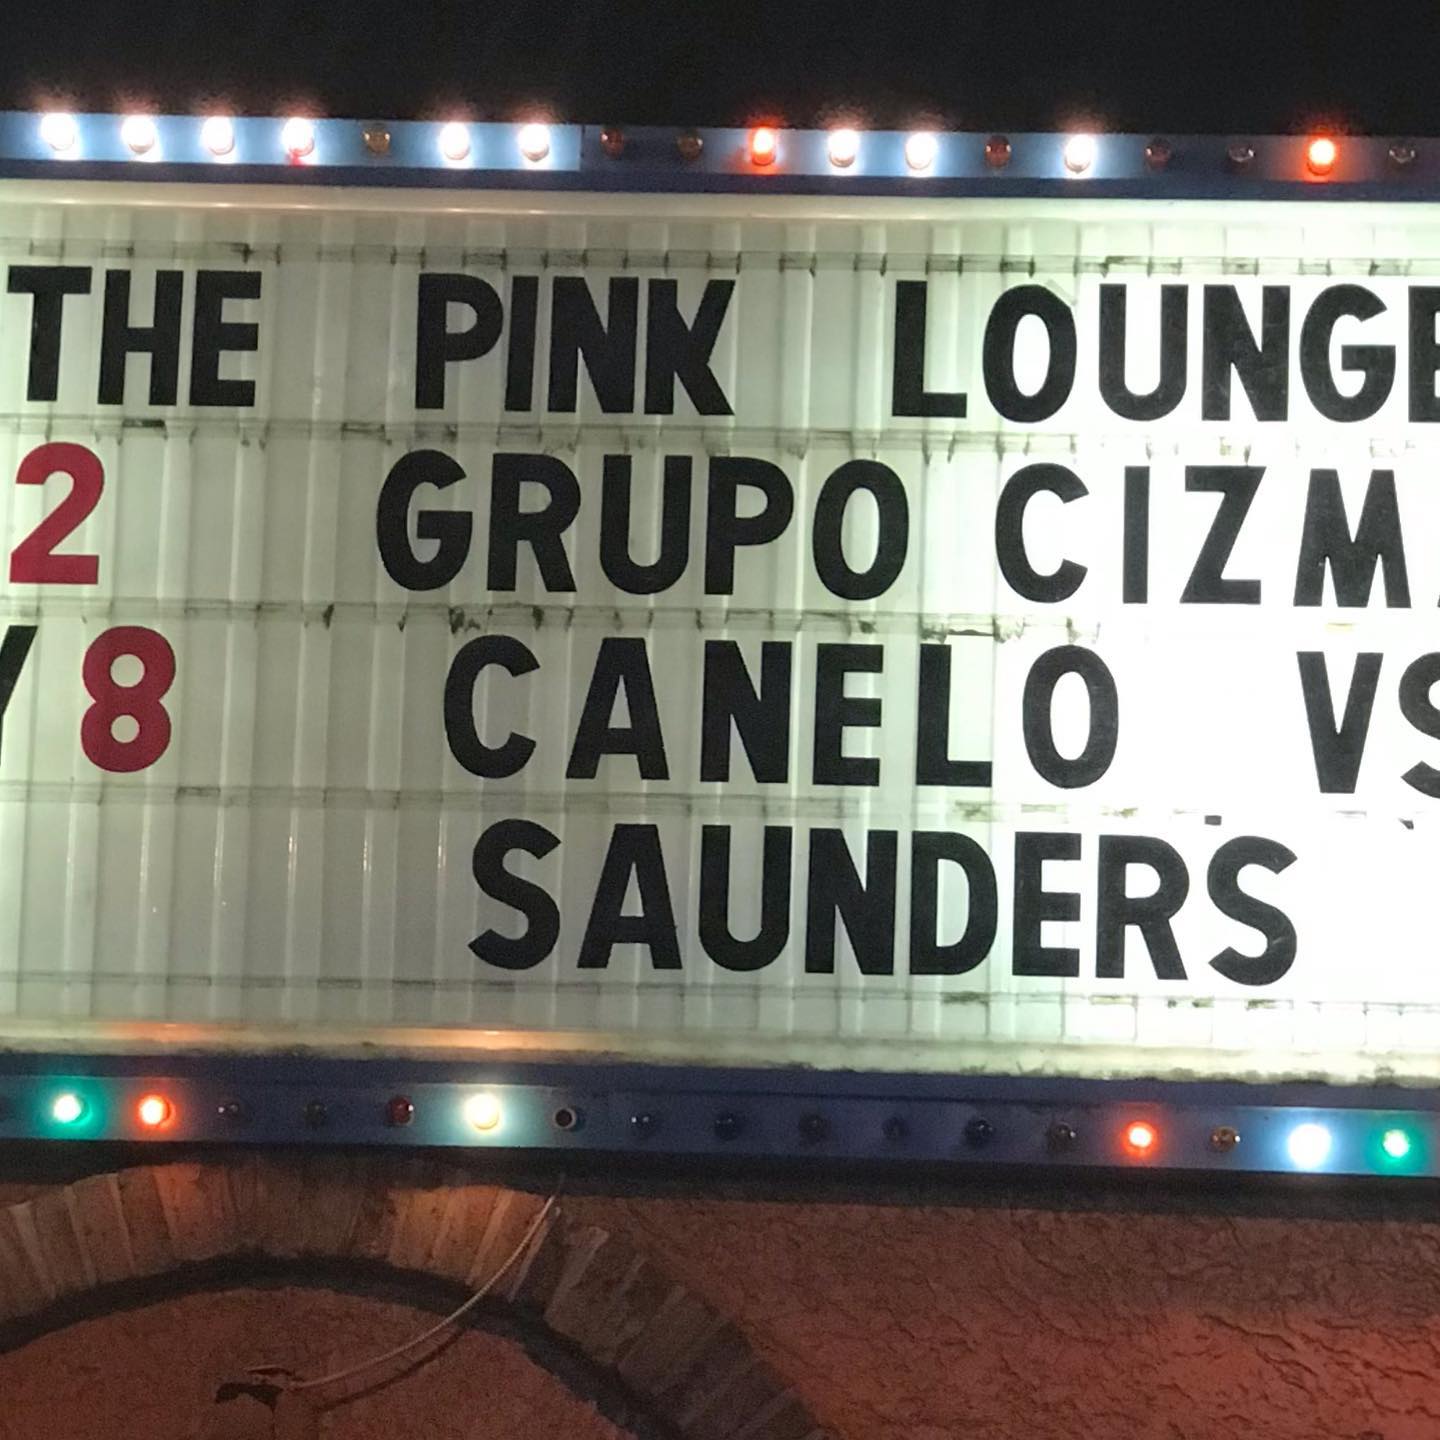 THE PINK LOUNGE
2 GRUPO CIZM
Y 8 CANELO VS
SAUNDERS